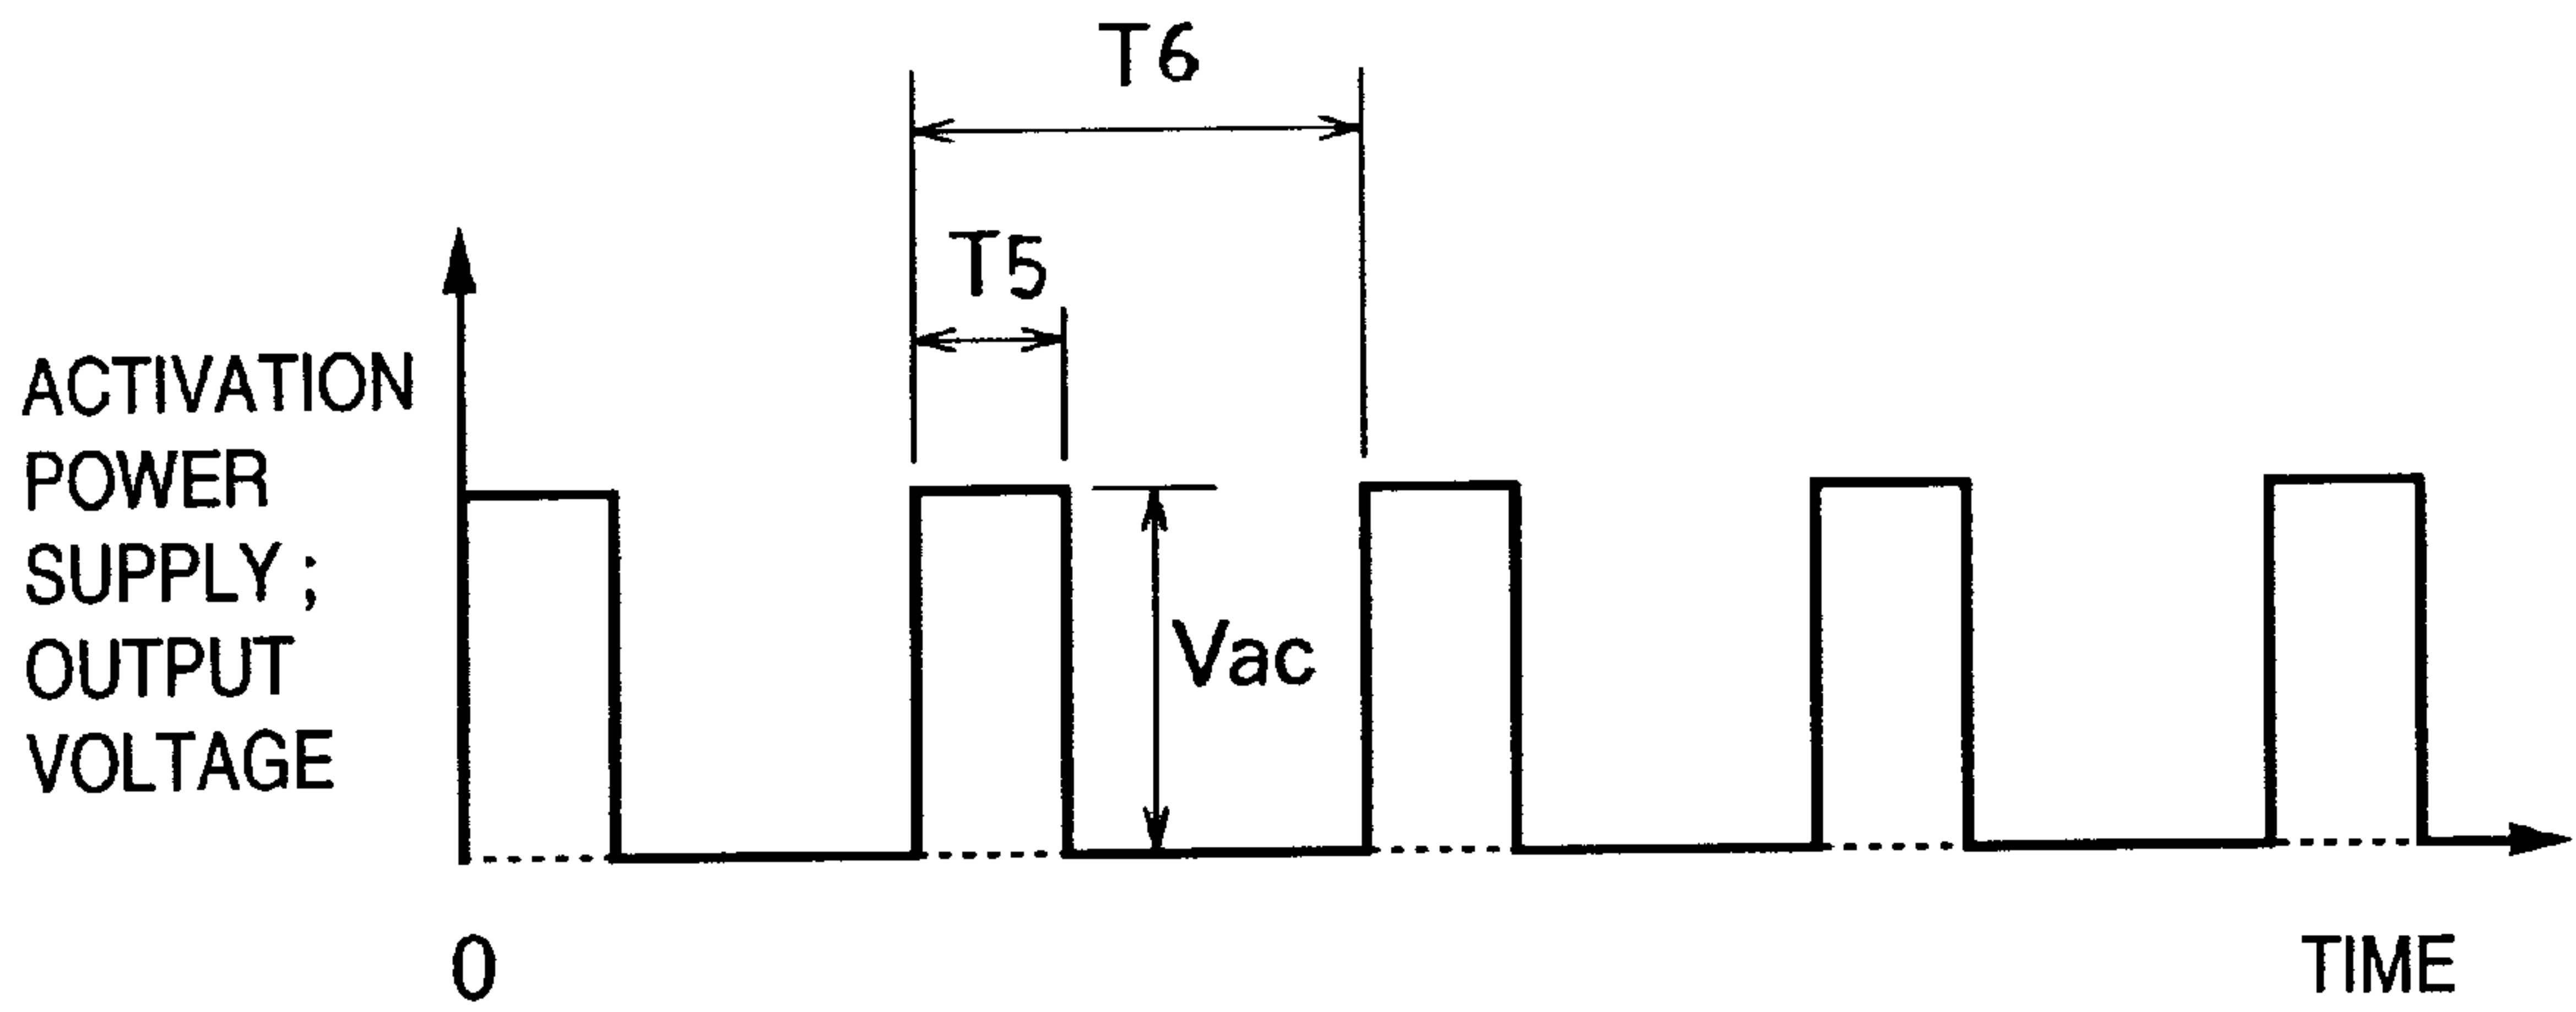 T6
T5
ACTIVATION
POWER
SUPPLY ;
OUTPUT
VOLTAGE
Vac
0
TIME